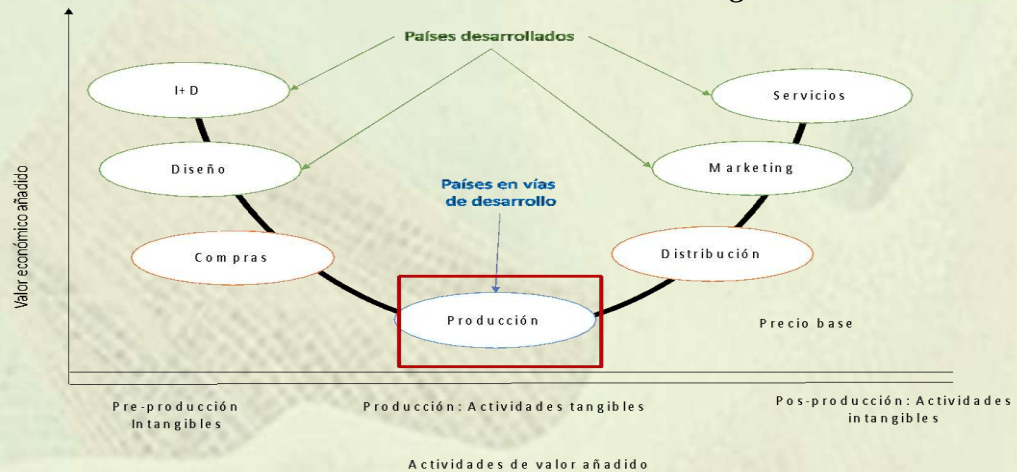 Países desarrollados
I+D
Servicios
Diseño
Marketing
Países en vías
de desarrollo
Compras
Distribución
Producción
Precio base
Valor económico añadido
Pre-producción
Intangibles
Producción: Actividades tangibles
Pos-producción: Actividades
intangibles
Actividades de valor añadido